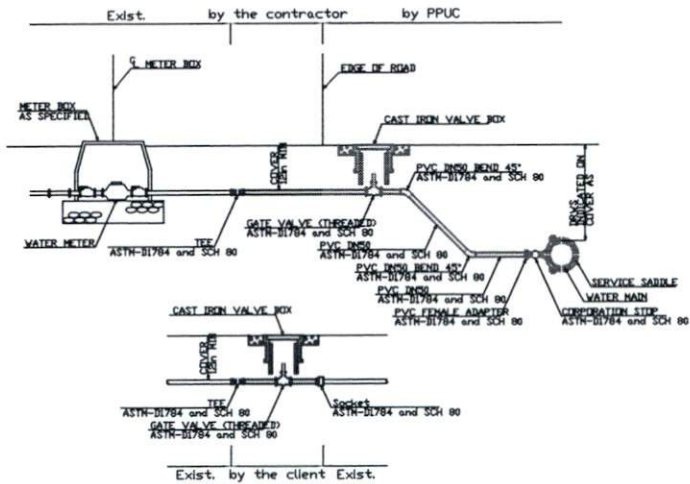 Exist.
by the contractor
by PPUC
℄ METER BOX
EDGE OF ROAD
METER BOX
AS SPECIFIED
CAST IRON VALVE BOX
COVER
PVC DN50 BEND 45°
ASTM-D1784 and SCH 80
COVER AS
GATE VALVE (THREADED)
ASTM-D1784 and SCH 80
WATER METER
TEE
ASTM-D1784 and SCH 80
PVC DN50
ASTM-D1784 and SCH 80
PVC DN50 BEND 45°
ASTM-D1784 and SCH 80
PVC DN50
ASTM-D1784 and SCH 80
PVC FEMALE ADAPTER
ASTM-D1784 and SCH 80
SERVICE SADDLE
WATER MAIN
CORPORATION STOP
ASTM-D1784 and SCH 80
CAST IRON VALVE BOX
COVER
TEE
ASTM-D1784 and SCH 80
Socket
ASTM-D1784 and SCH 80
GATE VALVE (THREADED)
ASTM-D1784 and SCH 80
Exist.
by the client
Exist.